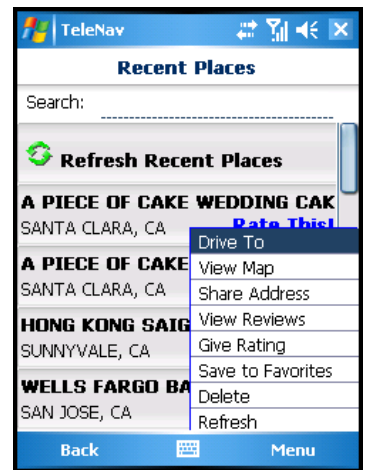 TeleNav
Recent Places
Search:
Refresh Recent Places
A PIECE OF CAKE WEDDING CAK
SANTA CLARA, CA Rate This!
A PIECE OF CAKE
SANTA CLARA, CA
HONG KONG SAIG
SUNNYVALE, CA
WELLS FARGO BA
SAN JOSE, CA
Drive To
View Map
Share Address
View Reviews
Give Rating
Save to Favorites
Delete
Refresh
Back Menu